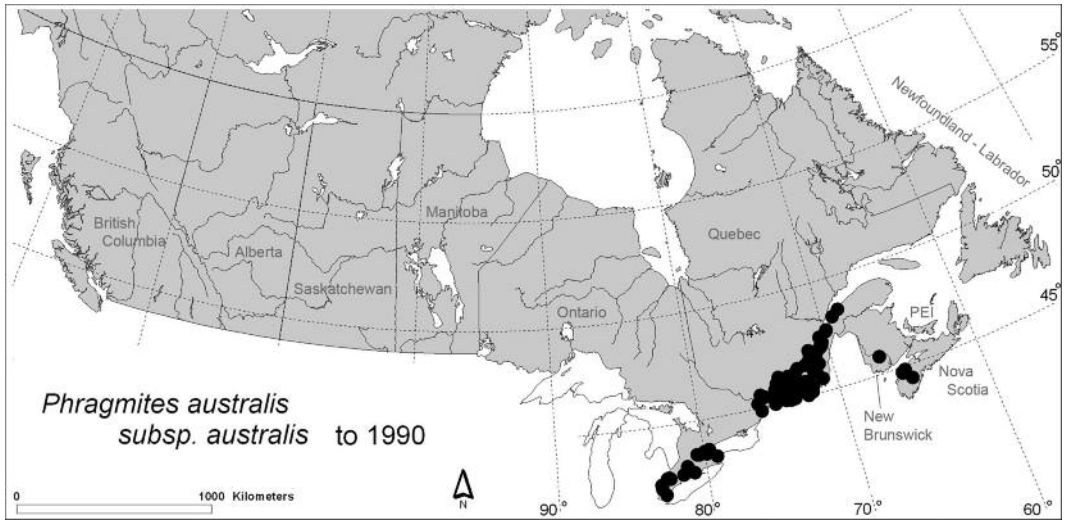 55°
Newfoundland - Labrador
50°
British
Columbia
Alberta
Saskatchewan
Manitoba
Ontario
Quebec
45°
PEI
Nova
Scotia
New
Brunswick
Phragmites australis
subsp. australis to 1990
0 1000 Kilometers
N
90° 80° 70° 60°